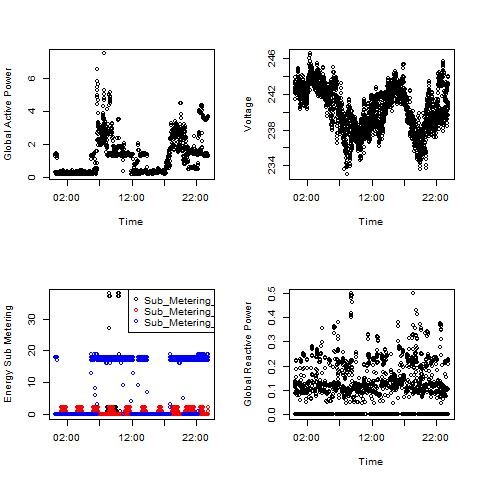 Global Active Power
0 2 4 6
02:00 12:00 22:00
Time
Voltage
234 238 242 246
02:00 12:00 22:00
Time
Energy Sub Metering
0 10 20 30
Sub_Metering_
Sub_Metering_
Sub_Metering_
02:00 12:00 22:00
Global Reactive Power
0.0 0.1 0.2 0.3 0.4 0.5
02:00 12:00 22:00
Time